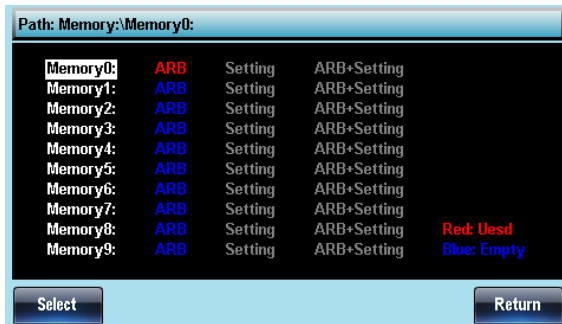 Path: Memory:\Memory0:
Memory0: ARB Setting ARB+Setting
Memory1: ARB Setting ARB+Setting
Memory2: ARB Setting ARB+Setting
Memory3: ARB Setting ARB+Setting
Memory4: ARB Setting ARB+Setting
Memory5: ARB Setting ARB+Setting
Memory6: ARB Setting ARB+Setting
Memory7: ARB Setting ARB+Setting
Memory8: ARB Setting ARB+Setting Red: Uesd
Memory9: ARB Setting ARB+Setting Blue: Empty
Select Return